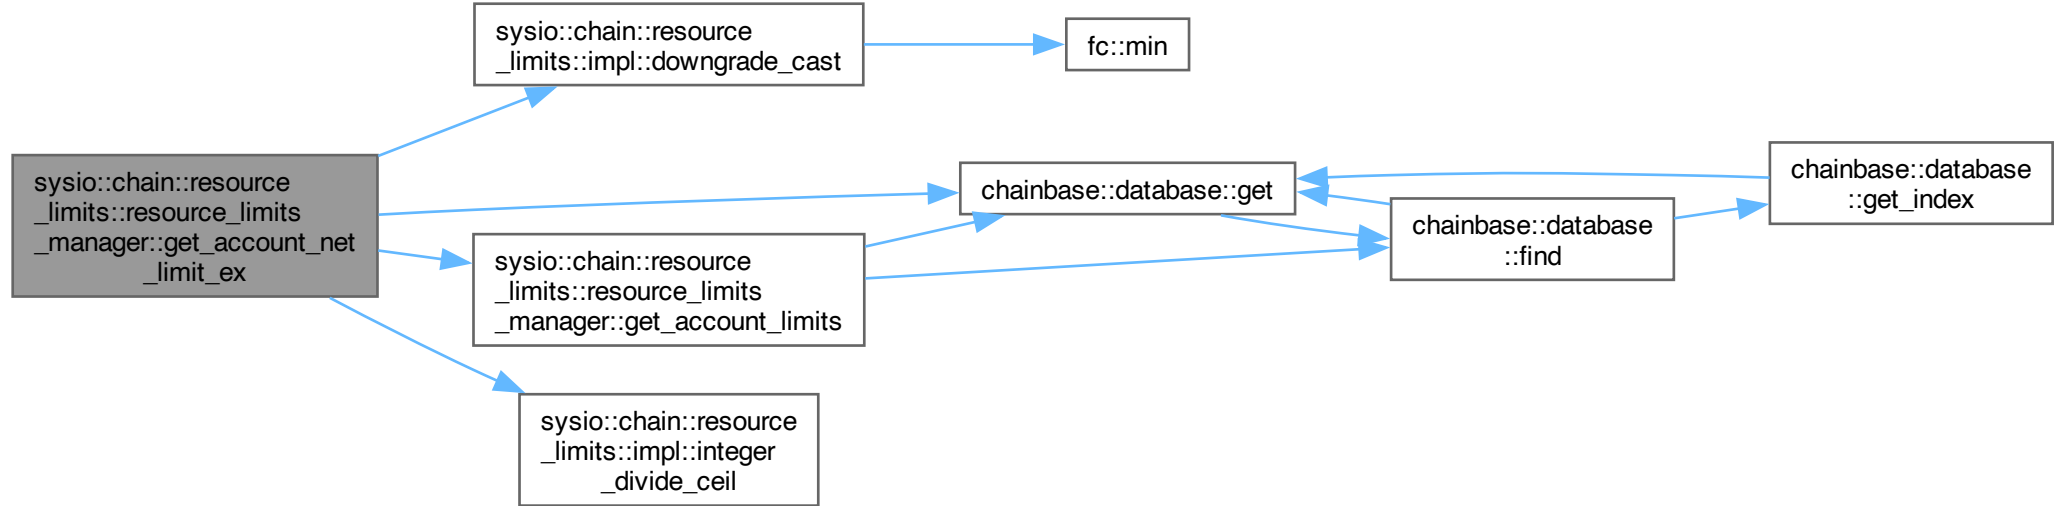 sysio::chain::resource
_limits::resource_limits
_manager::get_account_net
_limit_ex
sysio::chain::resource
_limits::impl::downgrade_cast
fc::min
chainbase::database::get
sysio::chain::resource
_limits::resource_limits
_manager::get_account_limits
chainbase::database
::find
chainbase::database
::get_index
sysio::chain::resource
_limits::impl::integer
_divide_ceil